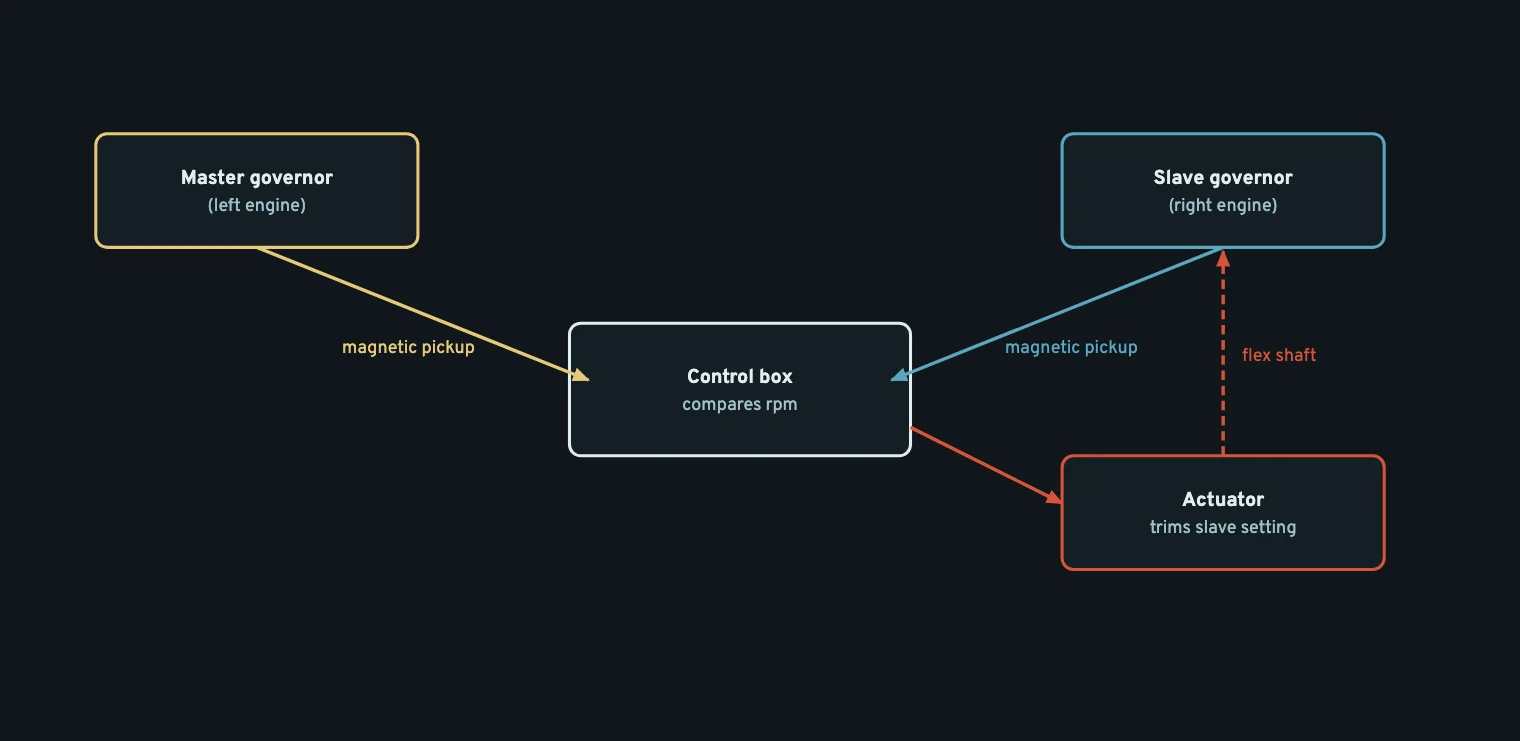 Master governor
(left engine)
Slave governor
(right engine)
magnetic pickup
magnetic pickup
flex shaft
Control box
compares rpm
Actuator
trims slave setting